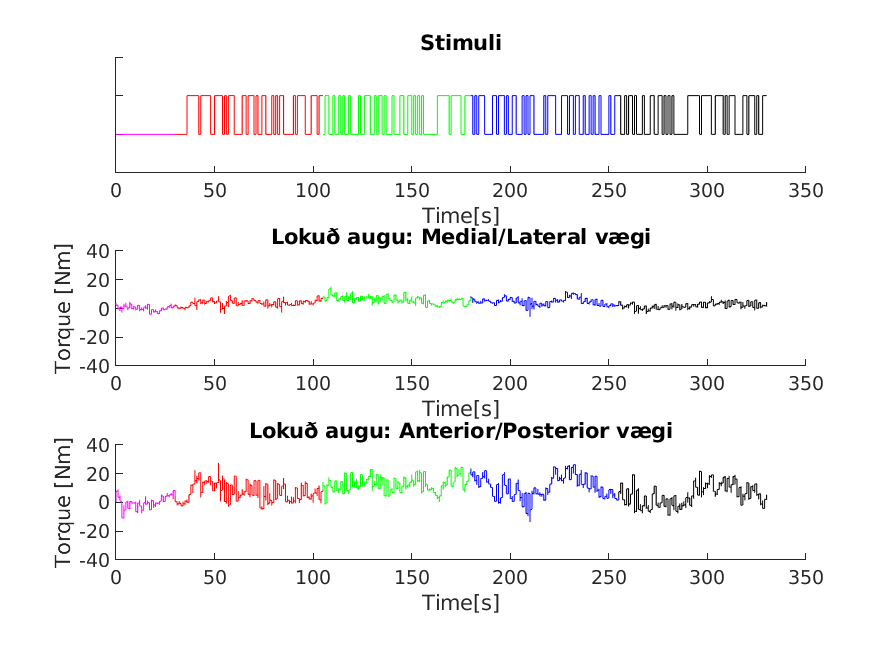 Stimuli
0 50 100 150 200 250 300 350
Time[s]
Lokuð augu: Medial/Lateral vægi
Torque [Nm]
40
20
0
-20
-40
0 50 100 150 200 250 300 350
Time[s]
Lokuð augu: Anterior/Posterior vægi
Torque [Nm]
40
20
0
-20
-40
0 50 100 150 200 250 300 350
Time[s]